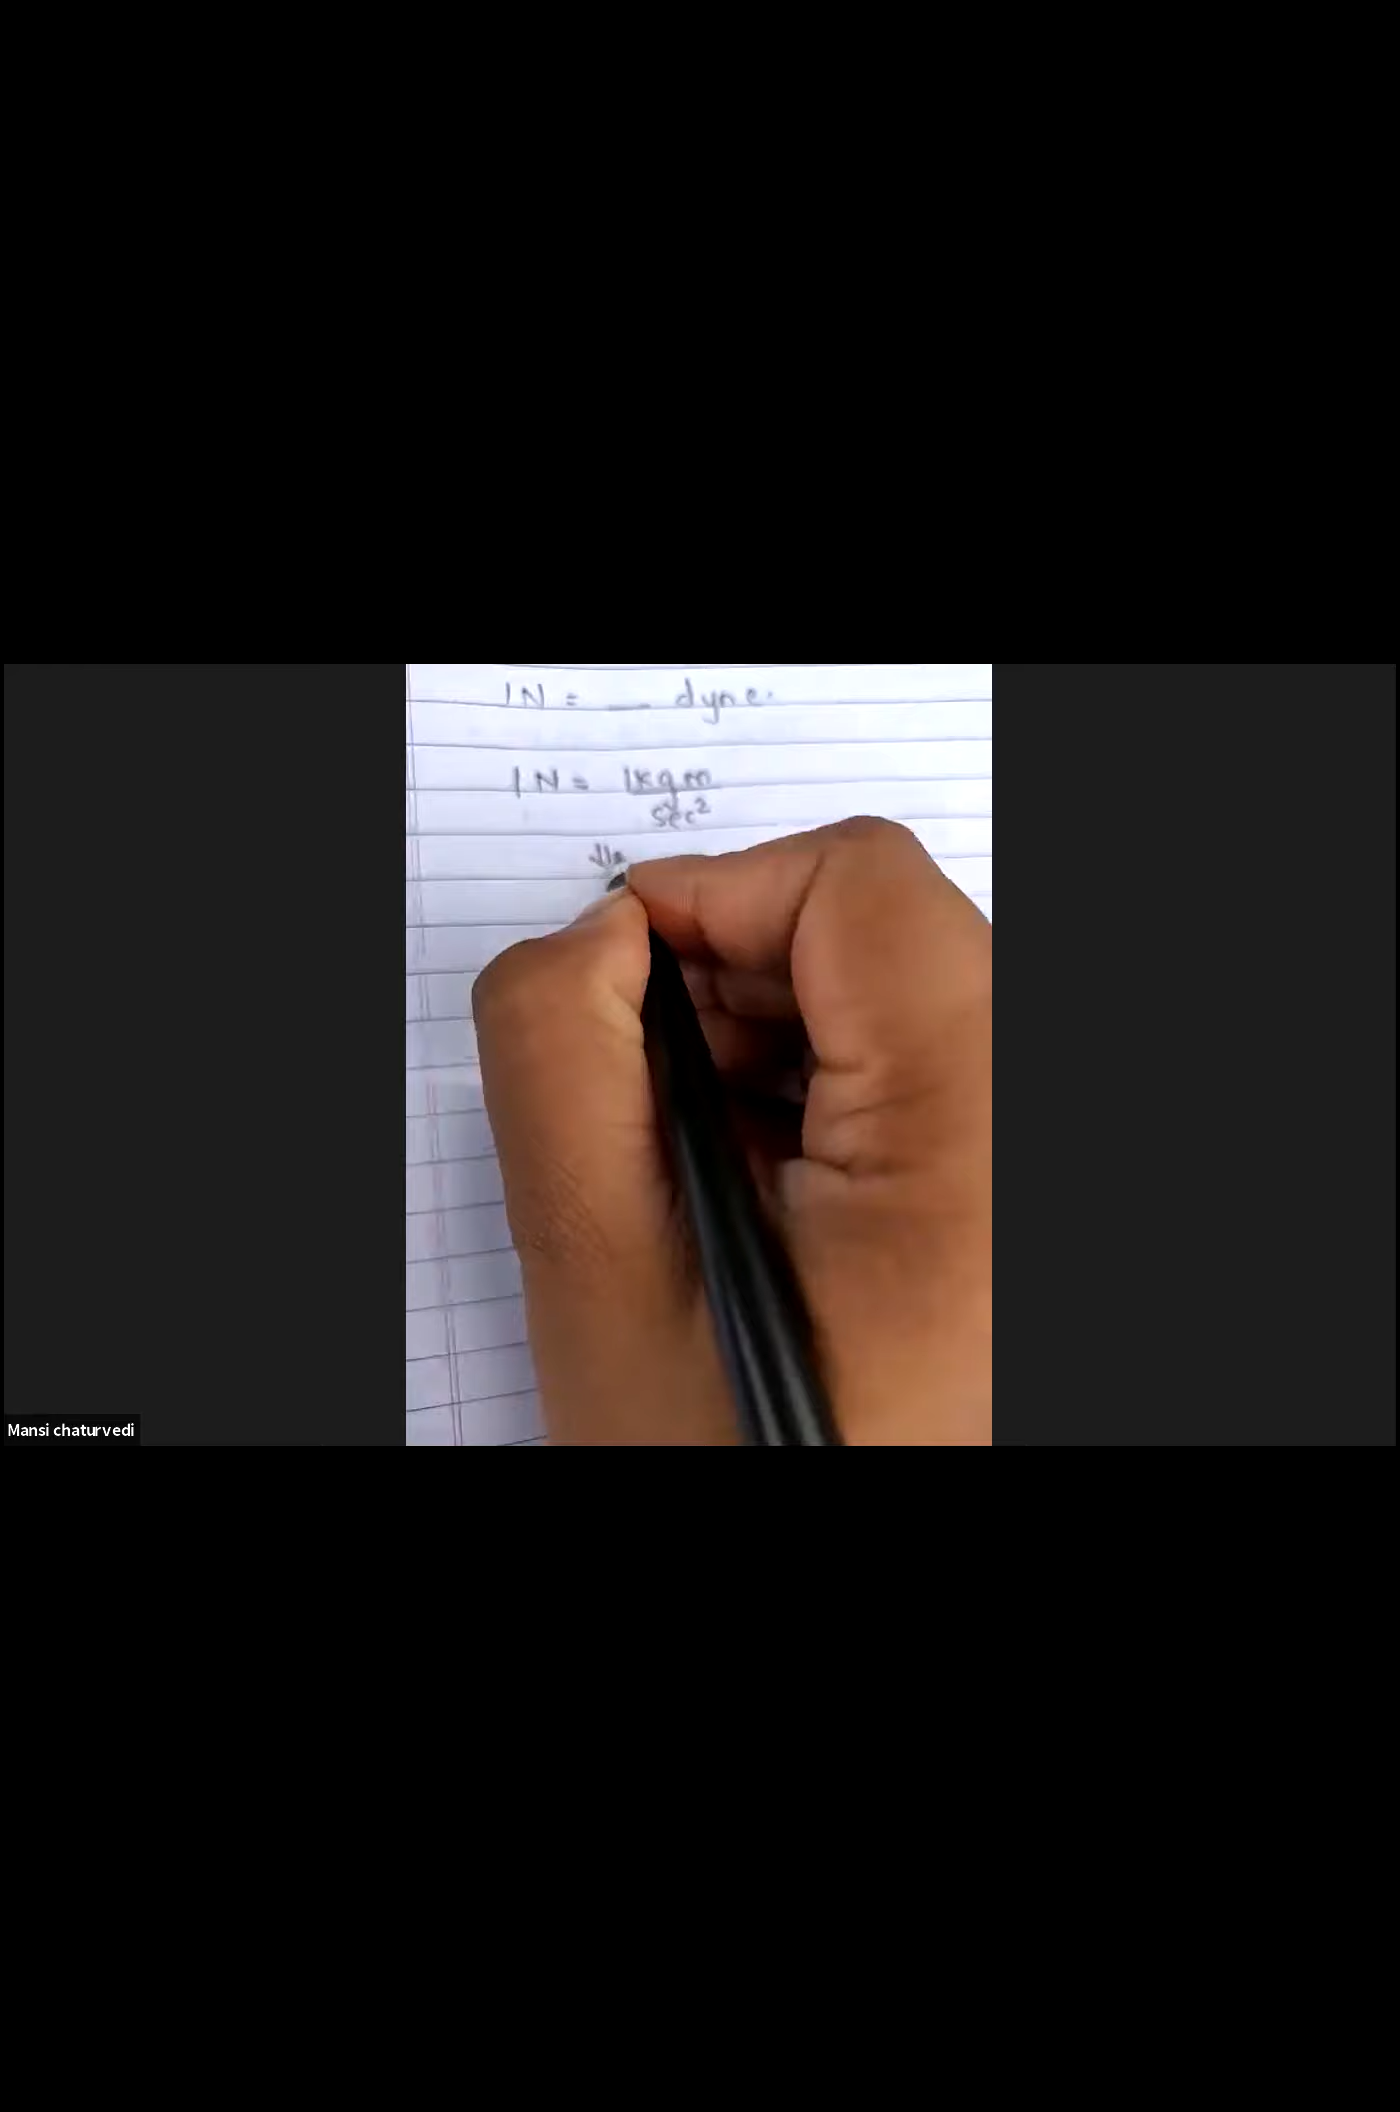 1N = __ dyne.
1N = 1kg m
sec²
Mansi chaturvedi